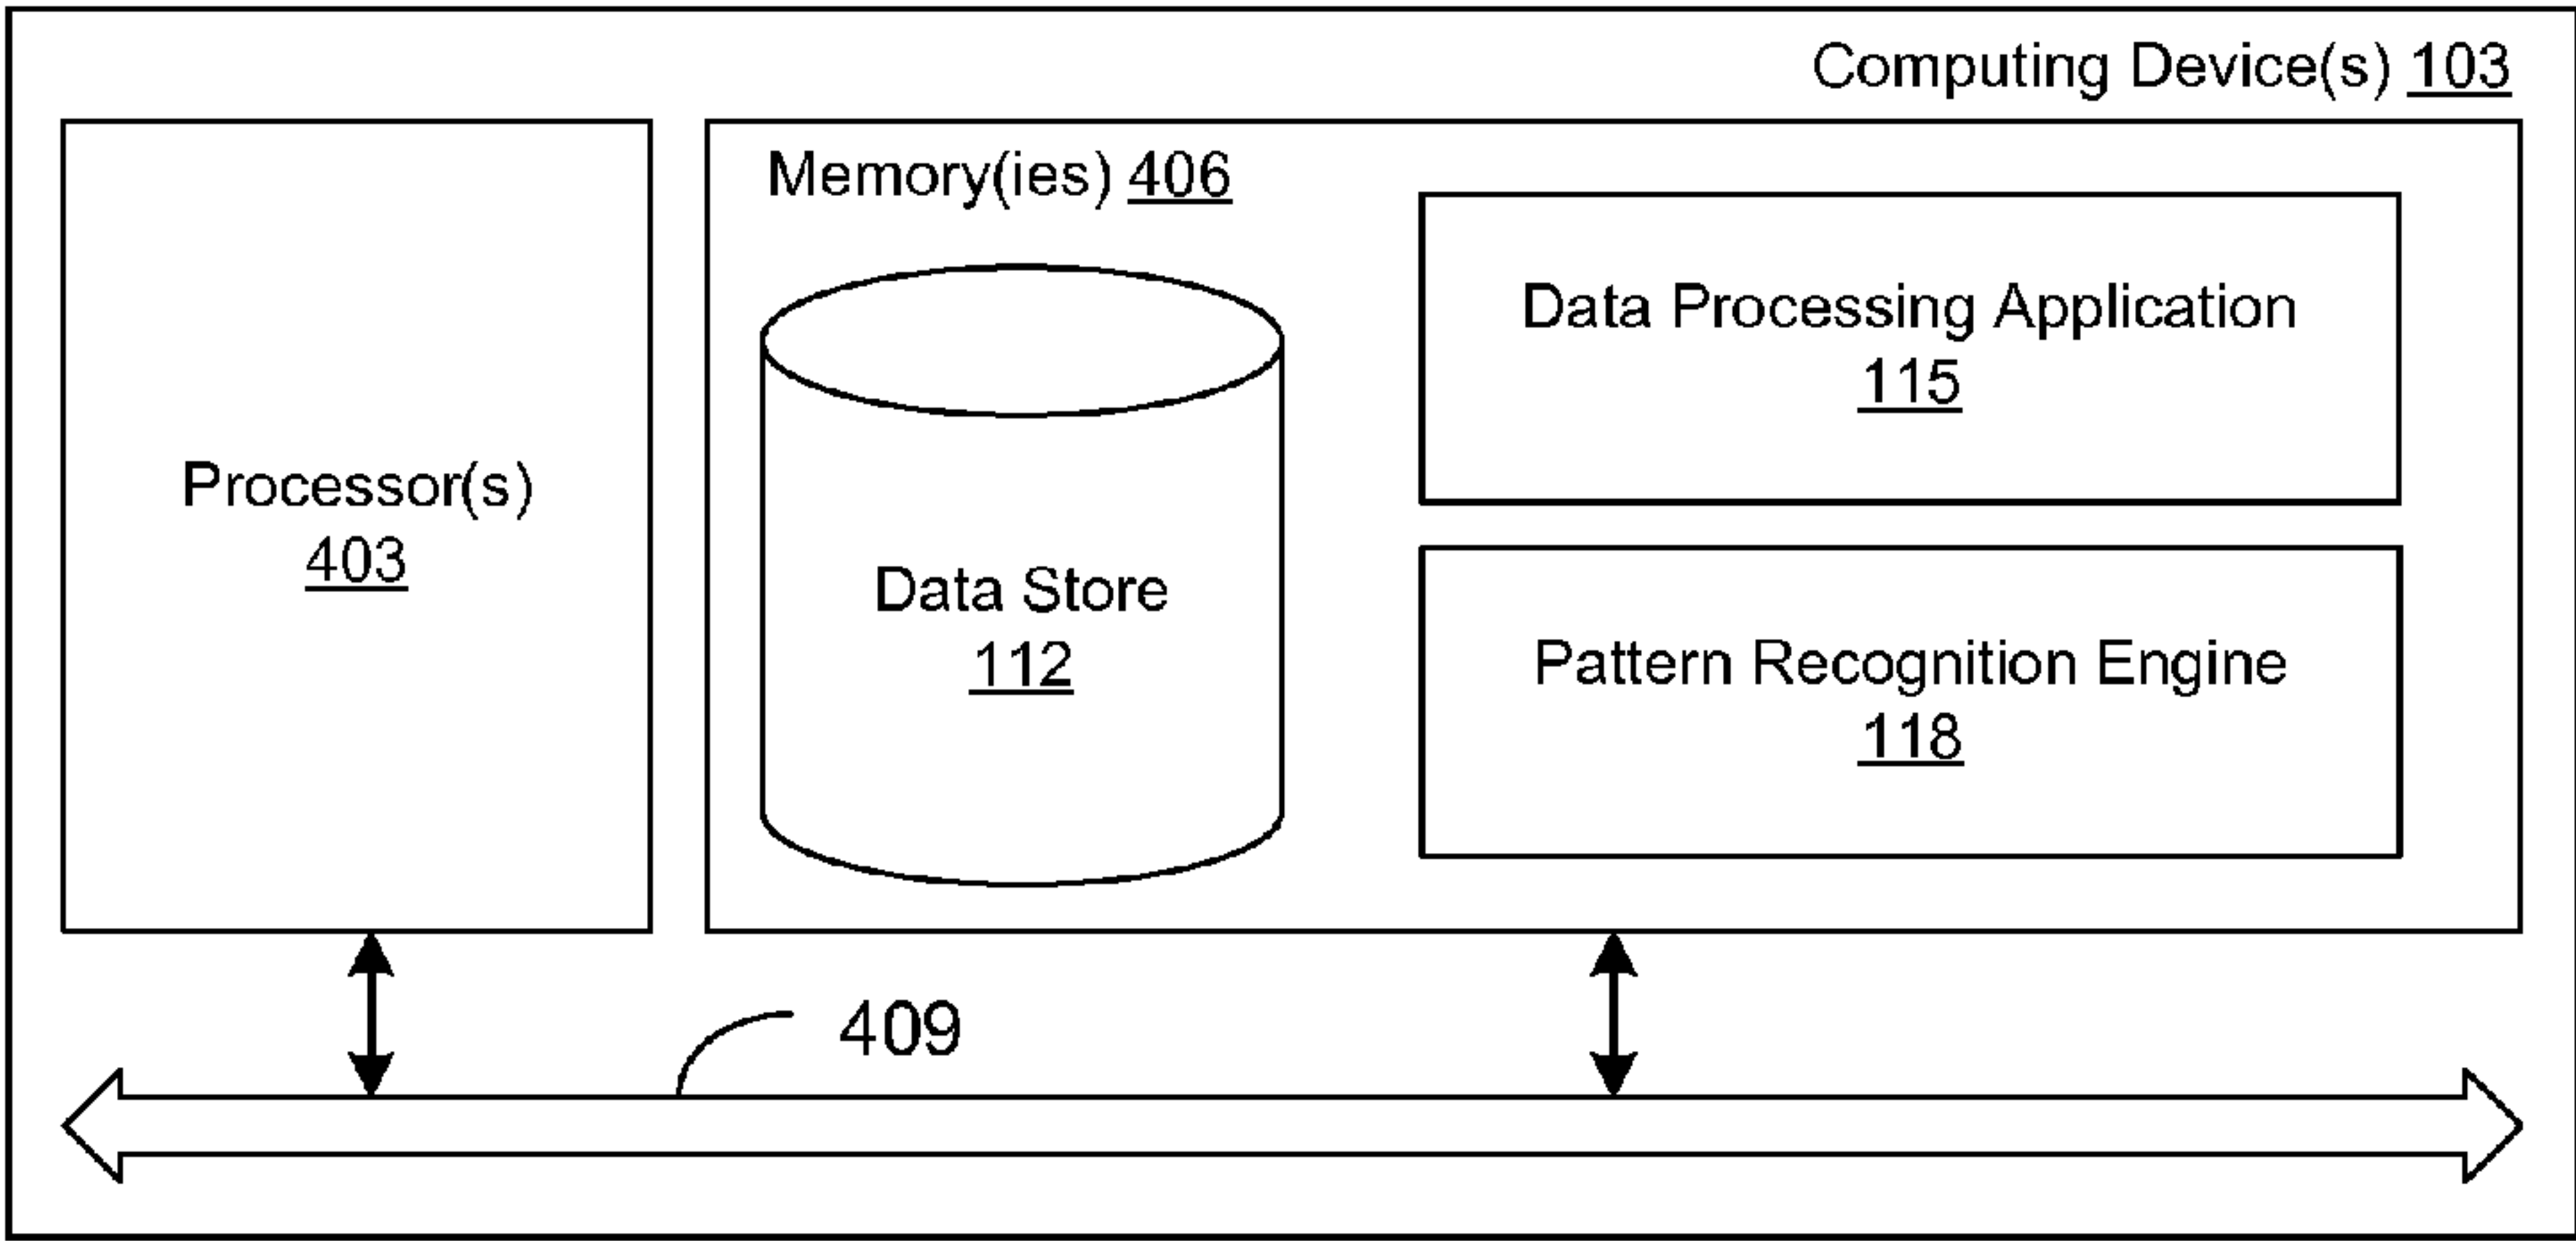 Computing Device(s) 103
Memory(ies) 406
Data Processing Application
115
Processor(s)
403
Data Store
112
Pattern Recognition Engine
118
409